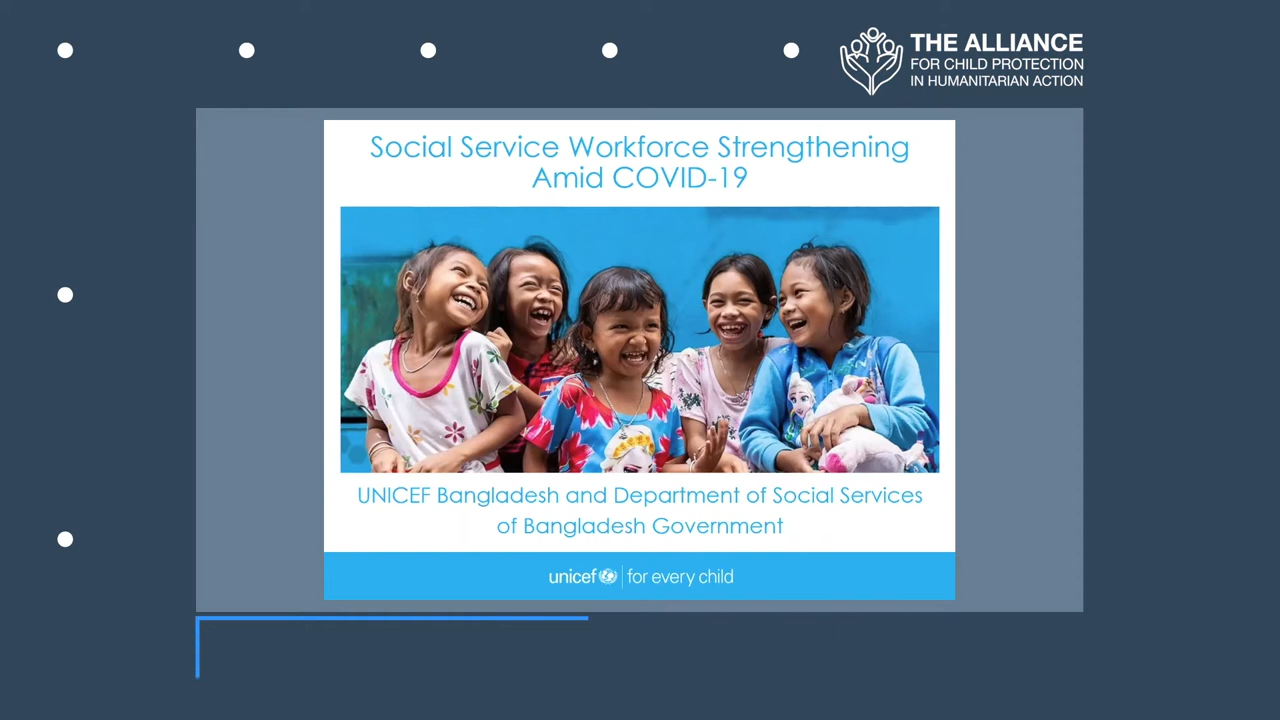 THE ALLIANCE
FOR CHILD PROTECTION
IN HUMANITARIAN ACTION
Social Service Workforce Strengthening
Amid COVID-19
UNICEF Bangladesh and Department of Social Services
of Bangladesh Government
unicef for every child